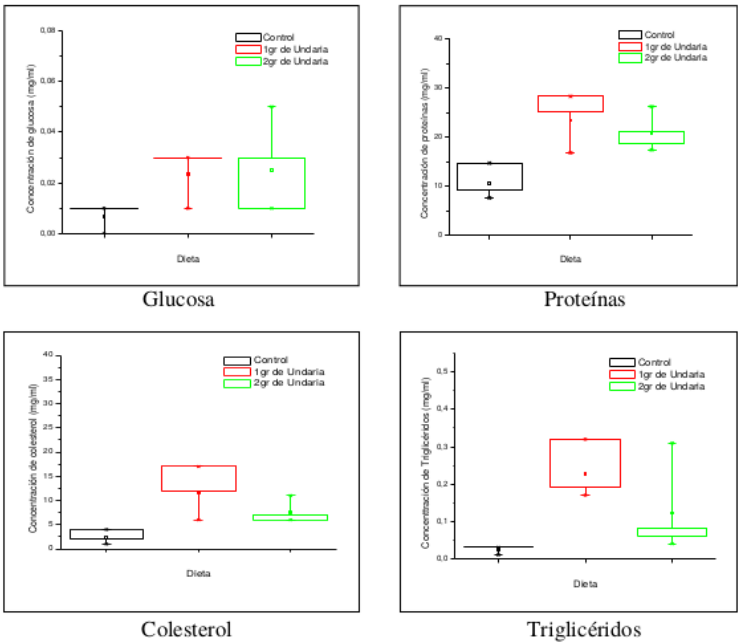 0,08
0,06
0,04
0,02
0,00
Concentración de glucosa (mg/ml)
Control
1gr de Undaria
2gr de Undaria
Dieta
Glucosa
40
30
20
10
0
Concentración de proteínas (mg/ml)
Control
1gr de Undaria
2gr de Undaria
Dieta
Proteínas
40
35
30
25
20
15
10
5
0
Concentración de colesterol (mg/ml)
Control
1gr de Undaria
2gr de Undaria
Dieta
Colesterol
0,5
0,4
0,3
0,2
0,1
0,0
Concentración de Triglicéridos (mg/ml)
Control
1gr de Undaria
2gr de Undaria
Dieta
Triglicéridos